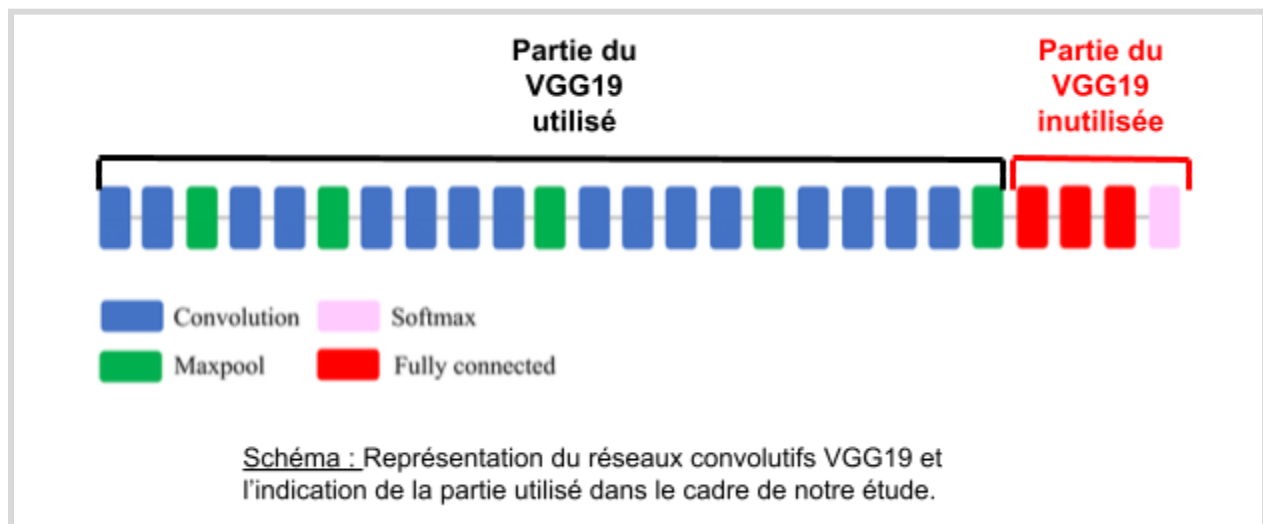 Partie du
VGG19
utilisé
Partie du
VGG19
inutilisée
Convolution
Softmax
Maxpool
Fully connected
Schéma : Représentation du réseaux convolutifs VGG19 et
l'indication de la partie utilisé dans le cadre de notre étude.